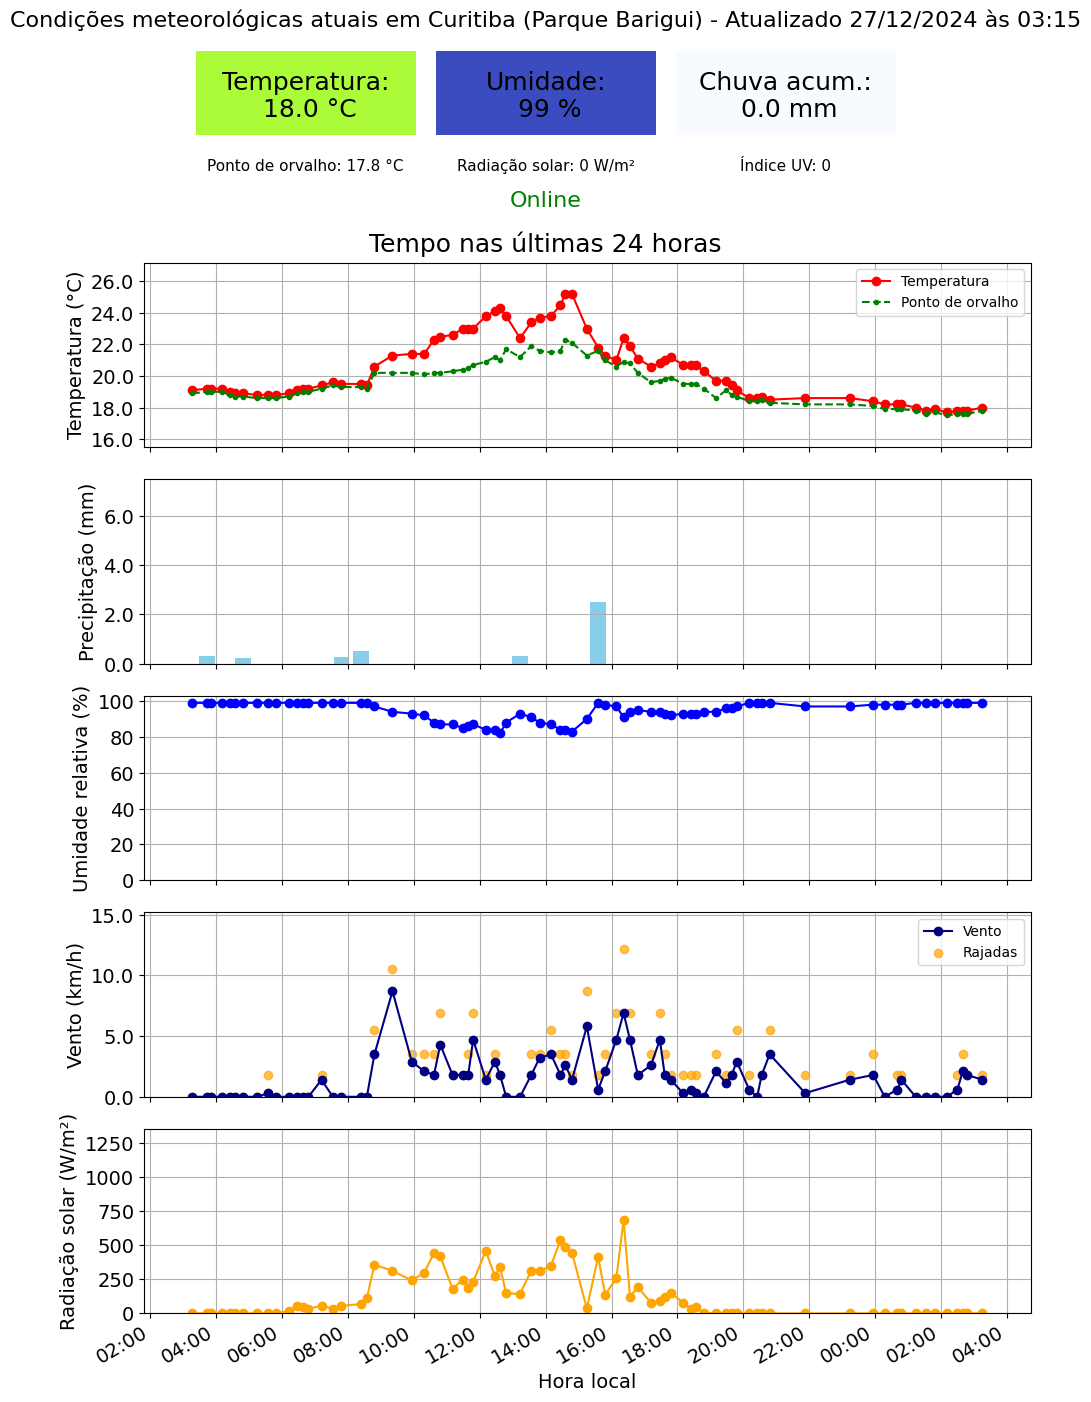 Condições meteorológicas atuais em Curitiba (Parque Barigui) - Atualizado 27/12/2024 às 03:15
Temperatura:
18.0 °C
Umidade:
99 %
Chuva acum.:
0.0 mm
Ponto de orvalho: 17.8 °C
Radiação solar: 0 W/m²
Índice UV: 0
Online
Tempo nas últimas 24 horas
Temperatura (°C)
26.0
24.0
22.0
20.0
18.0
16.0
Temperatura
Ponto de orvalho
Precipitação (mm)
6.0
4.0
2.0
0.0
Umidade relativa (%)
100
80
60
40
20
0
Vento (km/h)
15.0
10.0
5.0
0.0
Vento
Rajadas
Radiação solar (W/m²)
1250
1000
750
500
250
0
02:00
04:00
06:00
08:00
10:00
12:00
14:00
16:00
18:00
20:00
22:00
00:00
02:00
04:00
Hora local